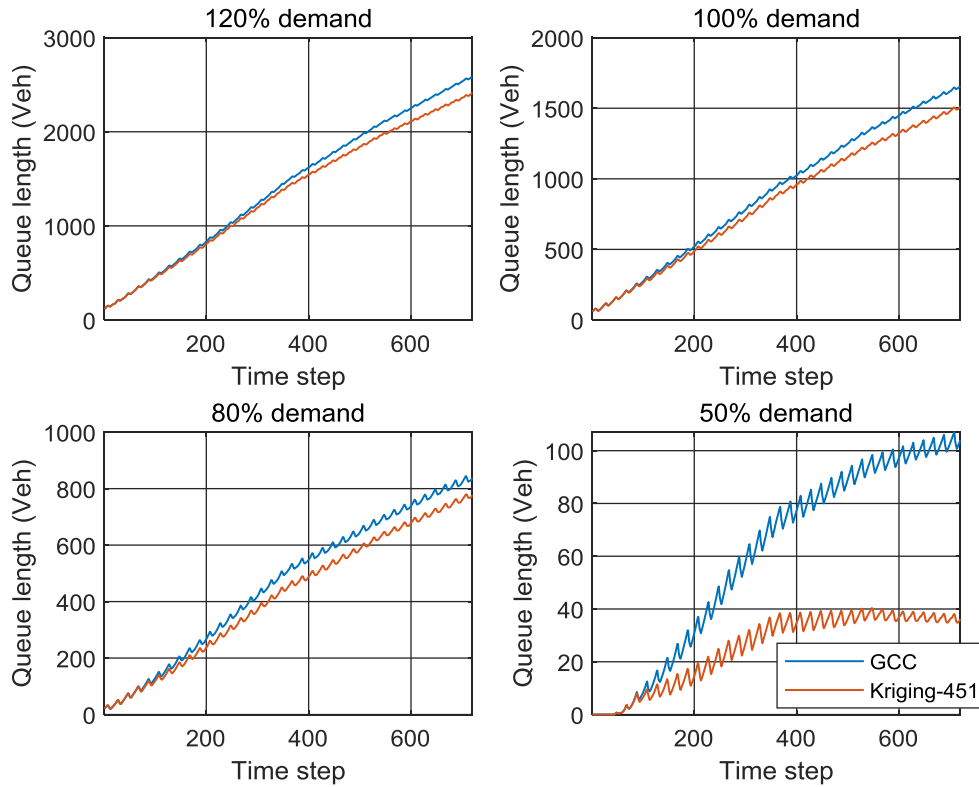 120% demand
100% demand
Queue length (Veh)
3000
2000
1000
0
200
400
600
Time step
Queue length (Veh)
2000
1500
1000
500
0
200
400
600
Time step
80% demand
50% demand
Queue length (Veh)
1000
800
600
400
200
0
200
400
600
Time step
Queue length (Veh)
100
80
60
40
20
0
200
400
600
Time step
GCC
Kriging-451